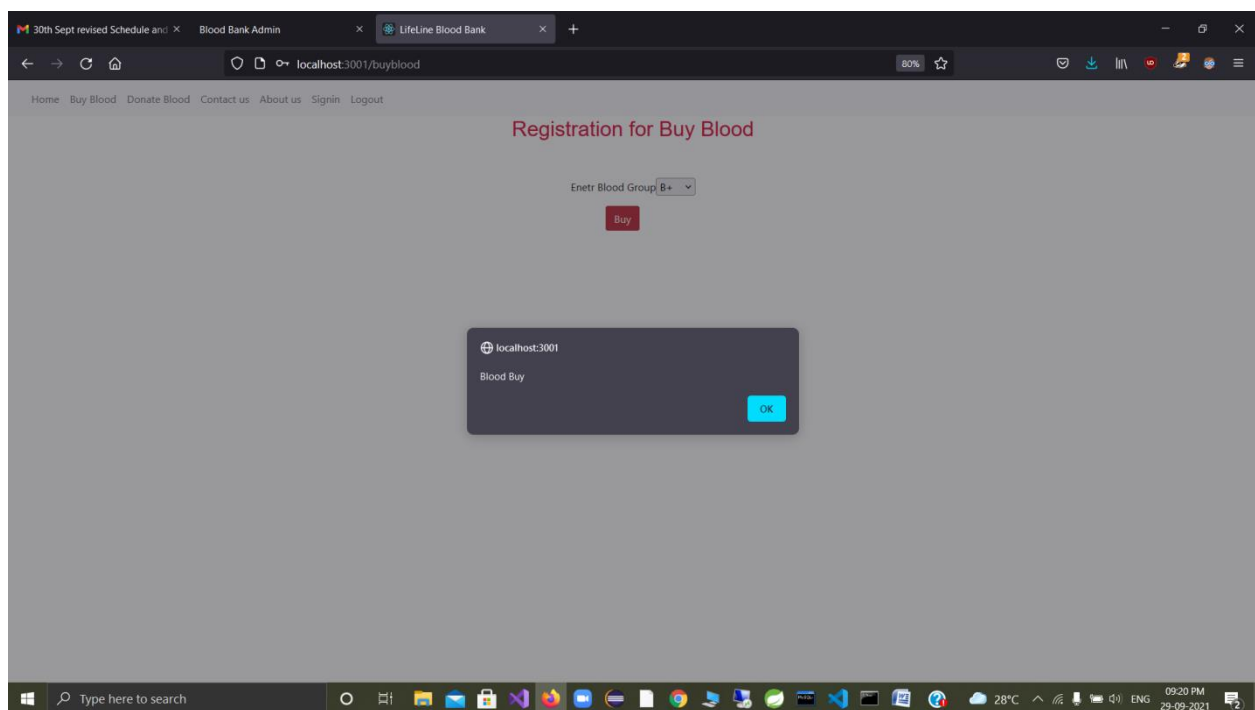 30th Sept revised Schedule and
Blood Bank Admin
LifeLine Blood Bank
localhost:3001/buyblood
80%
Home Buy Blood Donate Blood Contact us About us Signin Logout
Registration for Buy Blood
Enetr Blood Group B+
Buy
localhost:3001
Blood Buy
OK
Type here to search
28°C
ENG
09:20 PM
29-09-2021
2